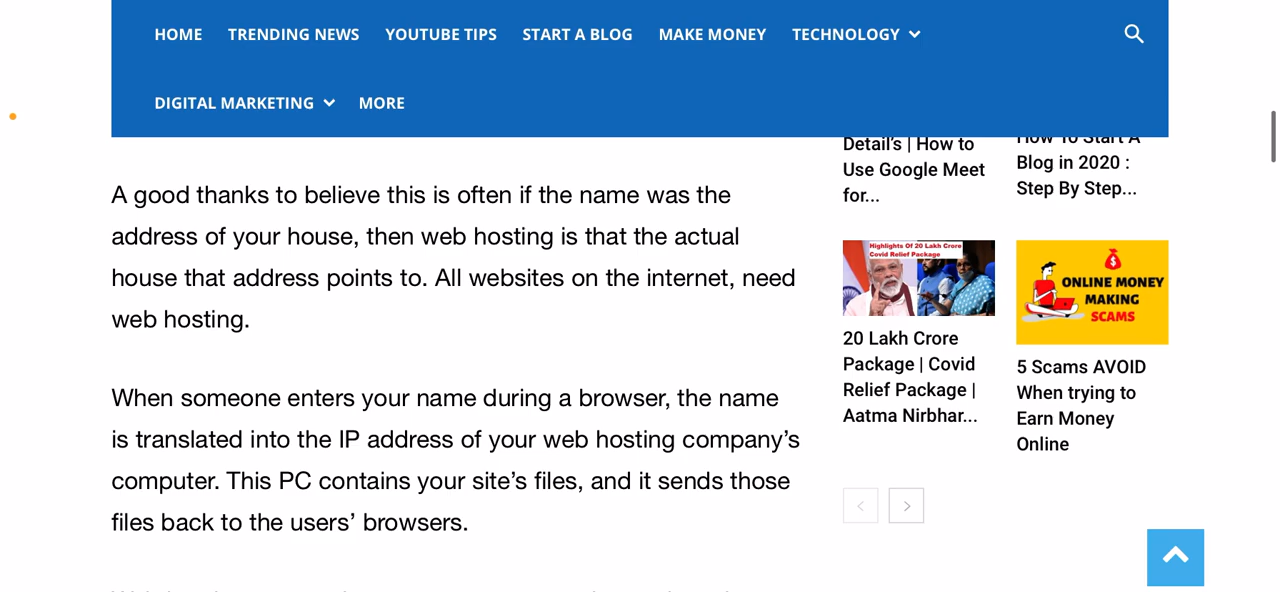 HOME TRENDING NEWS YOUTUBE TIPS START A BLOG MAKE MONEY TECHNOLOGY
DIGITAL MARKETING MORE
A good thanks to believe this is often if the name was the
address of your house, then web hosting is that the actual
house that address points to. All websites on the internet, need
web hosting.
When someone enters your name during a browser, the name
is translated into the IP address of your web hosting company’s
computer. This PC contains your site’s files, and it sends those
files back to the users’ browsers.
Detail’s | How to
Use Google Meet
for...
How To Start A
Blog in 2020 :
Step By Step...
Highlights Of 20 Lakh Crore
Covid Relief Package
20 Lakh Crore
Package | Covid
Relief Package |
Aatma Nirbhar...
ONLINE MONEY
MAKING
SCAMS
5 Scams AVOID
When trying to
Earn Money
Online